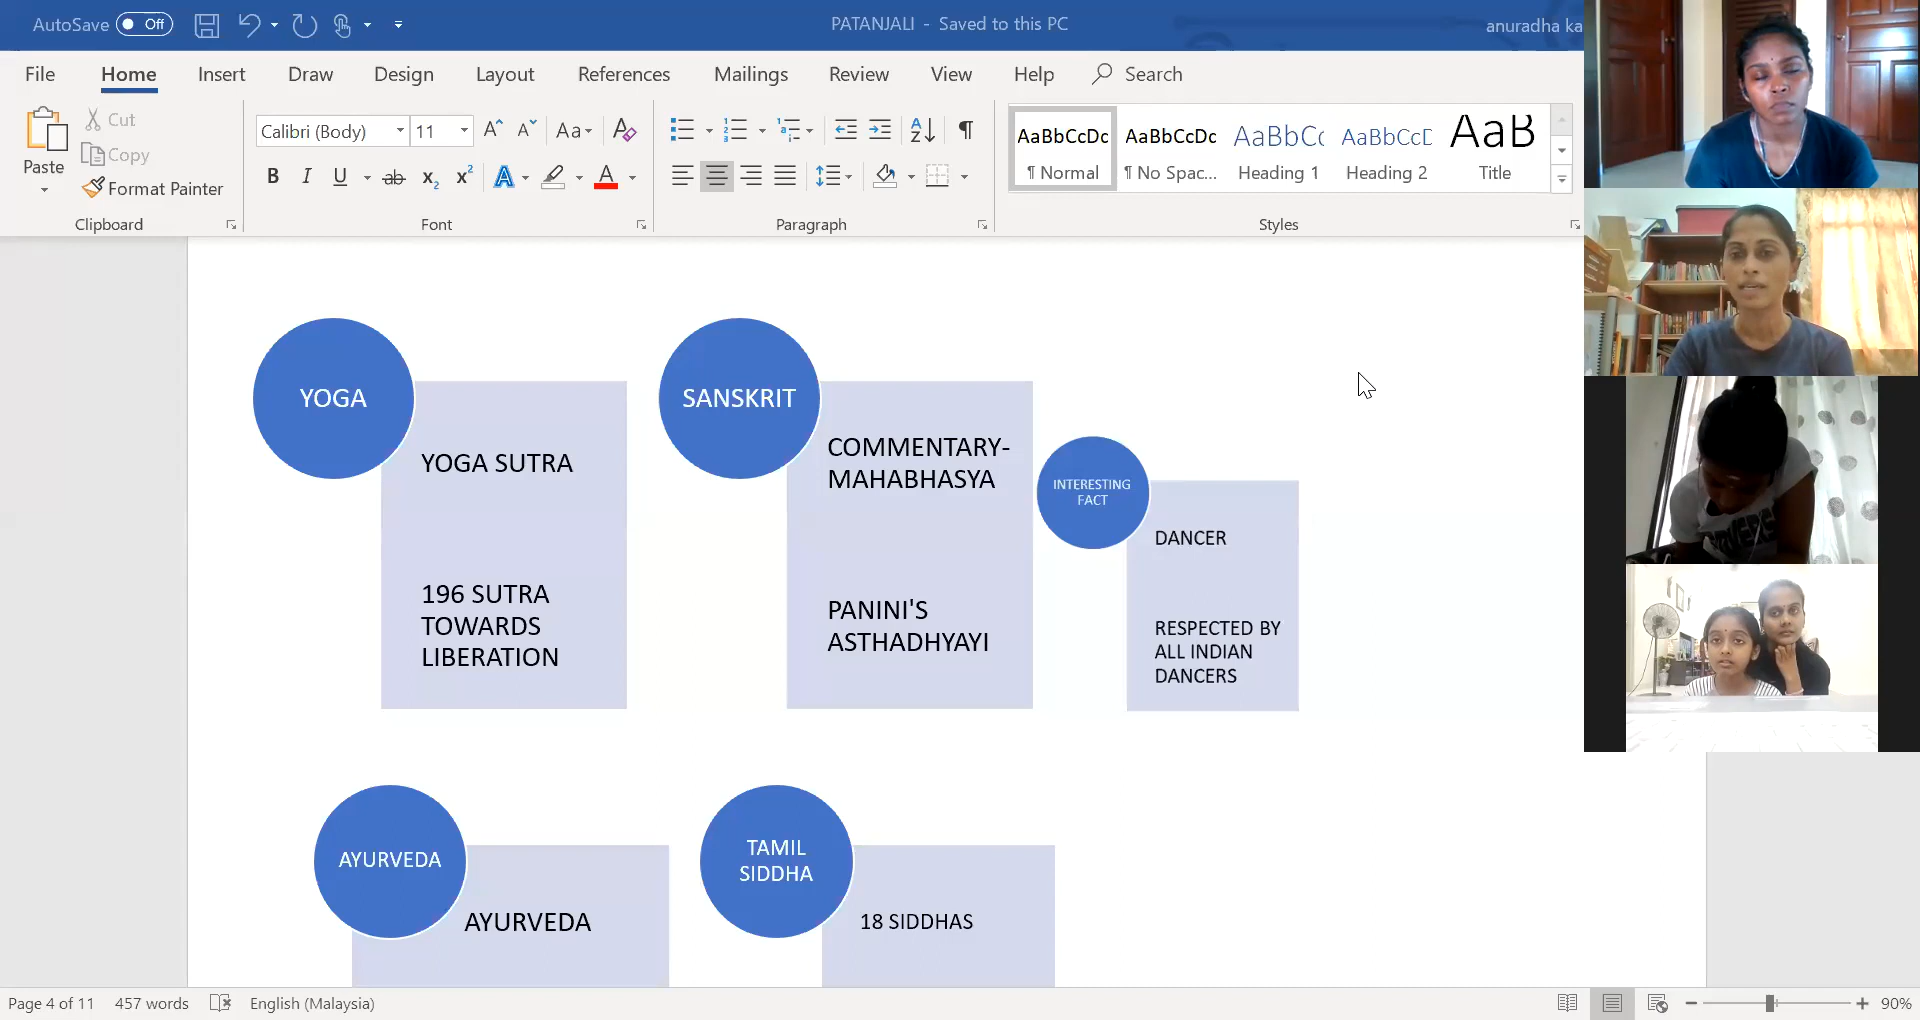 AutoSave Off
PATANJALI - Saved to this PC
anuradha ka
File Home Insert Draw Design Layout References Mailings Review View Help Search
Paste
Cut
Copy
Format Painter
Clipboard
Calibri (Body) 11
Font
Paragraph
AaBbCcDc AaBbCcDc AaBbC AaBbCcD AaB
¶ Normal ¶ No Spac... Heading 1 Heading 2 Title
Styles
YOGA
YOGA SUTRA
196 SUTRA
TOWARDS
LIBERATION
SANSKRIT
COMMENTARY-
MAHABHASYA
PANINI'S
ASTHADHYAYI
INTERESTING
FACT
DANCER
RESPECTED BY
ALL INDIAN
DANCERS
AYURVEDA
AYURVEDA
TAMIL
SIDDHA
18 SIDDHAS
Page 4 of 11 457 words English (Malaysia) 90%